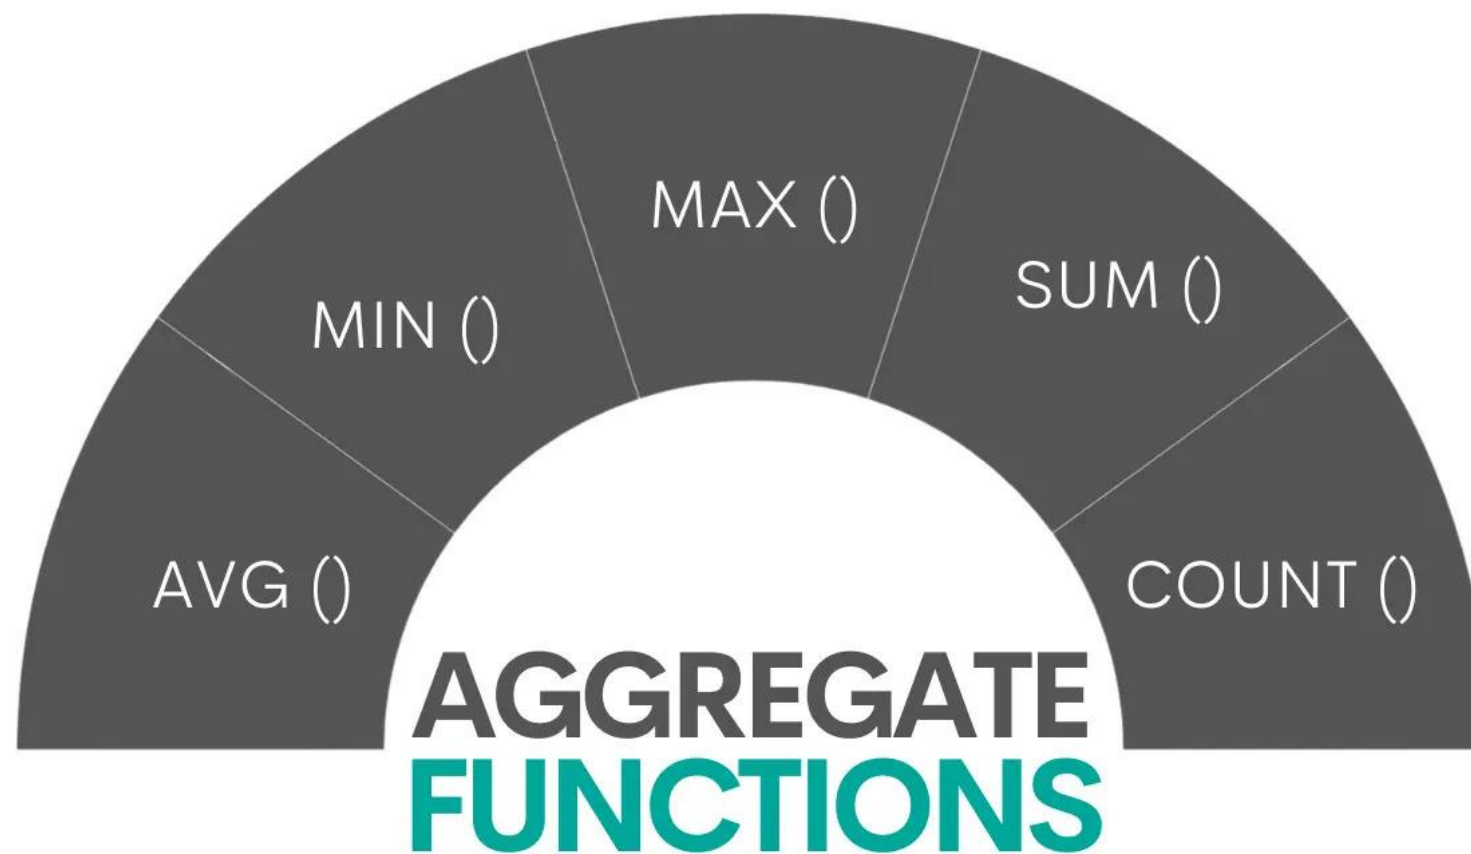 AVG ()
MIN ()
MAX ()
SUM ()
COUNT ()
AGGREGATE
FUNCTIONS